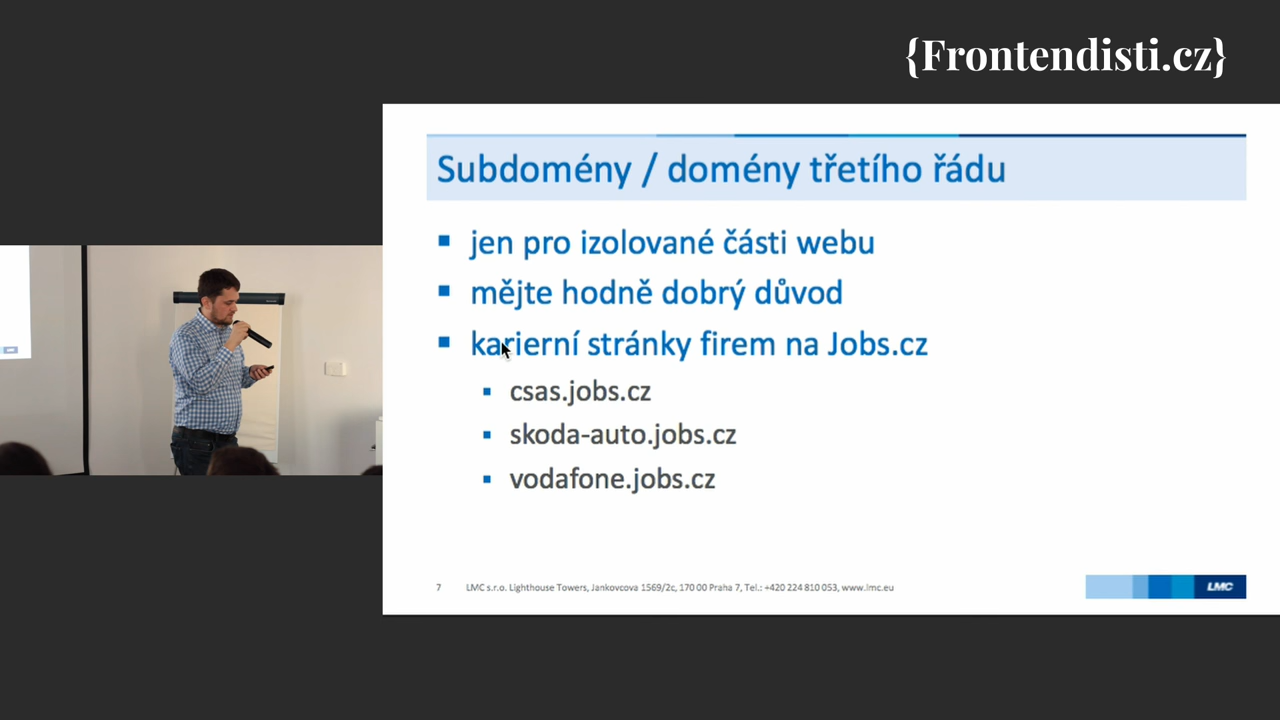 {Frontendisti.cz}
Subdomény / domény třetího řádu
jen pro izolované části webu
mějte hodně dobrý důvod
karierní stránky firem na Jobs.cz
csas.jobs.cz
skoda-auto.jobs.cz
vodafone.jobs.cz
7 LMC s.r.o. Lighthouse Towers, Jankovcova 1569/2c, 170 00 Praha 7, Tel.: +420 224 810 053, www.lmc.eu
LMC